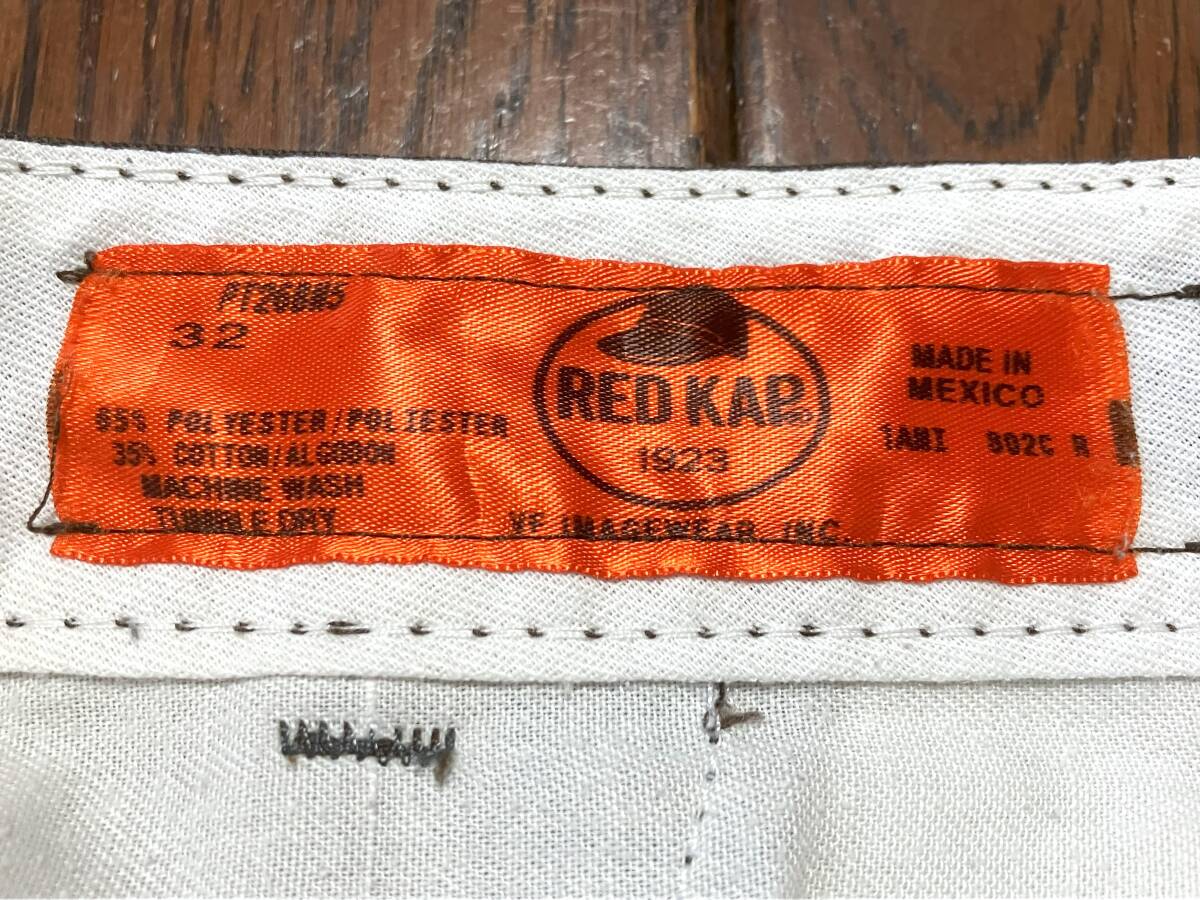 32
65% POLYESTER/POLIESTER
35% COTTON/ALGODON
MACHINE WASH
TUMBLE DRY
RED KAP®
1923
VF IMAGEWEAR, INC.
MADE IN
MEXICO